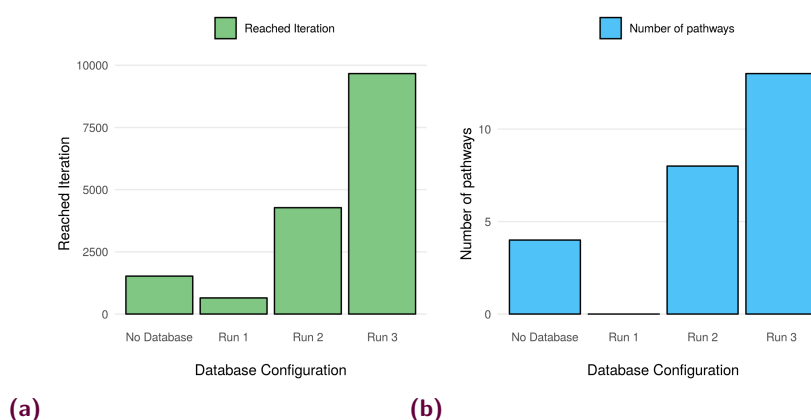 Reached Iteration
10000
7500
5000
2500
0
Reached Iteration
No Database Run 1 Run 2 Run 3
Database Configuration
(a)
Number of pathways
10
5
0
Number of pathways
No Database Run 1 Run 2 Run 3
Database Configuration
(b)